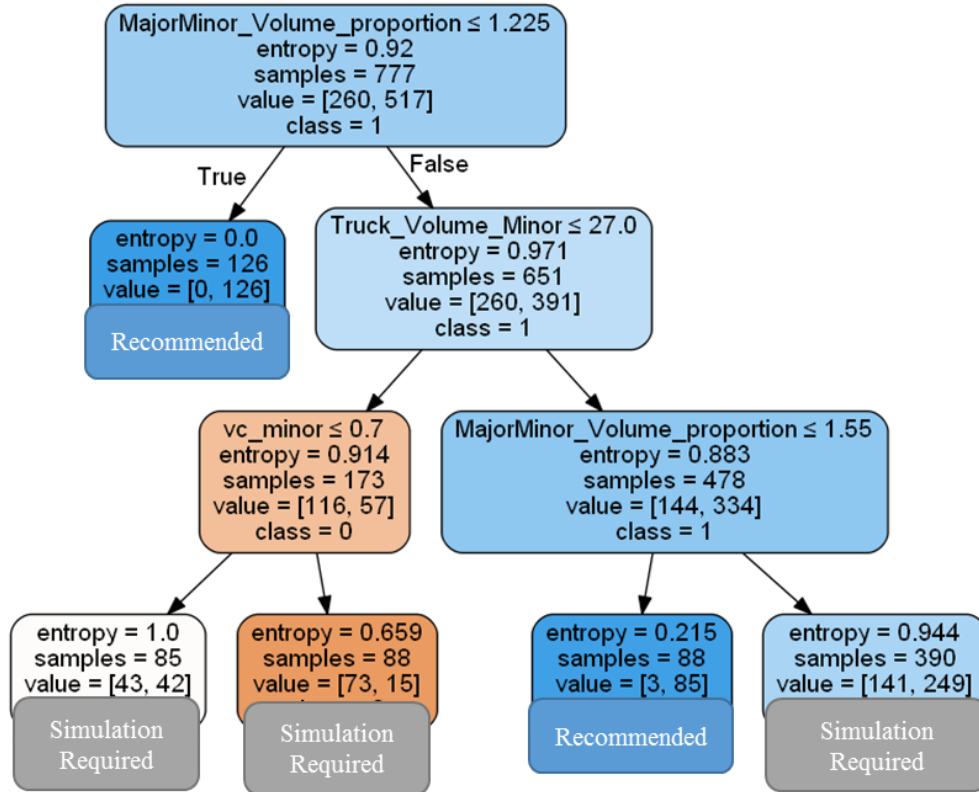 MajorMinor_Volume_proportion ≤ 1.225
entropy = 0.92
samples = 777
value = [260, 517]
class = 1
True
False
entropy = 0.0
samples = 126
value = [0, 126]
Recommended
Truck_Volume_Minor ≤ 27.0
entropy = 0.971
samples = 651
value = [260, 391]
class = 1
vc_minor ≤ 0.7
entropy = 0.914
samples = 173
value = [116, 57]
class = 0
MajorMinor_Volume_proportion ≤ 1.55
entropy = 0.883
samples = 478
value = [144, 334]
class = 1
entropy = 1.0
samples = 85
value = [43, 42]
Simulation
Required
entropy = 0.659
samples = 88
value = [73, 15]
Simulation
Required
entropy = 0.215
samples = 88
value = [3, 85]
Recommended
entropy = 0.944
samples = 390
value = [141, 249]
Simulation
Required